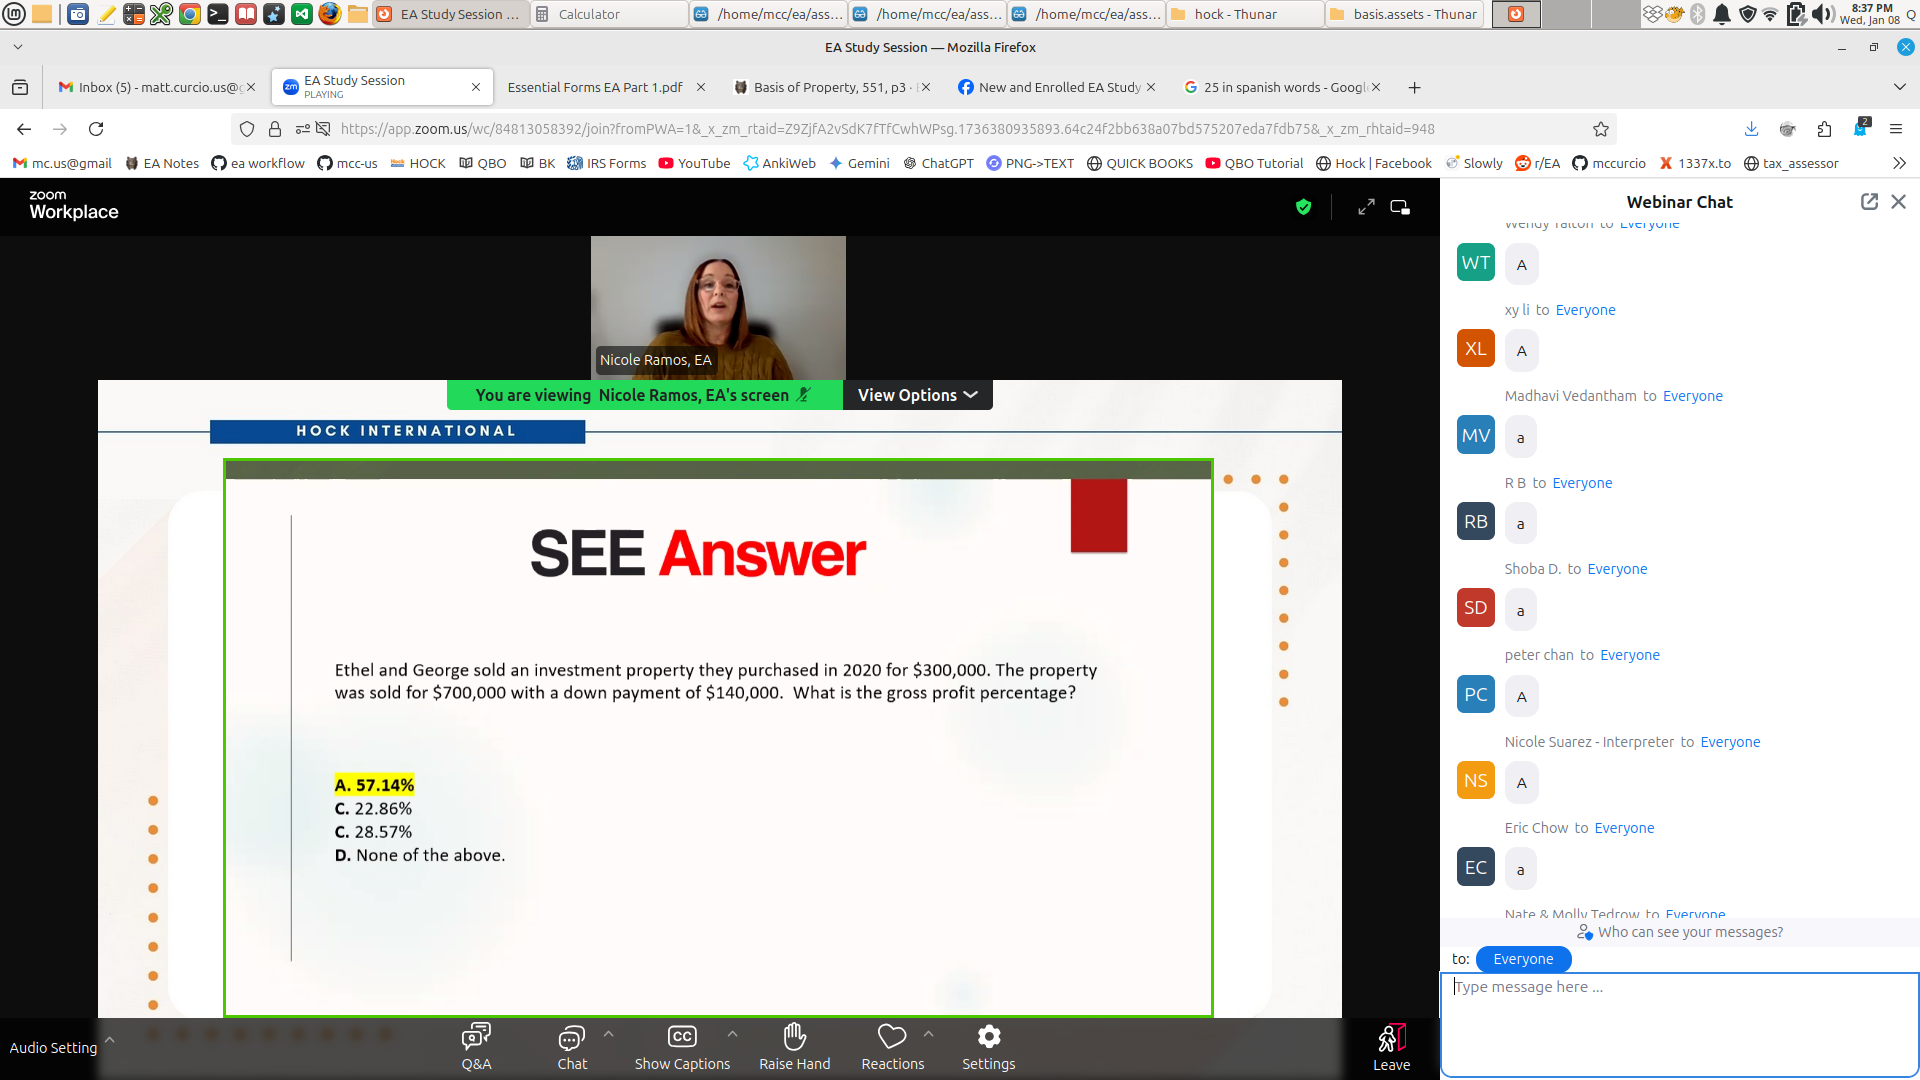 EA Study Session ...
Calculator
/home/mcc/ea/ass...
/home/mcc/ea/ass...
/home/mcc/ea/ass...
hock - Thunar
basis.assets - Thunar
8:37 PM
Wed, Jan 08
EA Study Session — Mozilla Firefox
Inbox (5) - matt.curcio.us@g
EA Study Session
PLAYING
Essential Forms EA Part 1.pdf
Basis of Property, 551, p3 ·
New and Enrolled EA Study
25 in spanish words - Googl
https://app.zoom.us/wc/84813058392/join?fromPWA=1&_x_zm_rtaid=Z9ZjfA2vSdK7fTfCwhWPsg.1736380935893.64c24f2bb638a07bd575207eda7fdb75&_x_zm_rhtaid=948
2
mc.us@gmail
EA Notes
ea workflow
mcc-us
HOCK
QBO
BK
IRS Forms
YouTube
AnkiWeb
Gemini
ChatGPT
PNG->TEXT
QUICK BOOKS
QBO Tutorial
Hock | Facebook
Slowly
r/EA
mccurcio
1337x.to
tax_assessor
zoom
Workplace
Nicole Ramos, EA
You are viewing Nicole Ramos, EA's screen
View Options
HOCK INTERNATIONAL
SEE Answer
Ethel and George sold an investment property they purchased in 2020 for $300,000. The property
was sold for $700,000 with a down payment of $140,000. What is the gross profit percentage?
A. 57.14%
C. 22.86%
C. 28.57%
D. None of the above.
Audio Setting
Q&A
Chat
CC
Show Captions
Raise Hand
Reactions
Settings
Leave
Webinar Chat
Wendy Talton to Everyone
WT
A
xy li to Everyone
XL
A
Madhavi Vedantham to Everyone
MV
a
R B to Everyone
RB
a
Shoba D. to Everyone
SD
a
peter chan to Everyone
PC
A
Nicole Suarez - Interpreter to Everyone
NS
A
Eric Chow to Everyone
EC
a
Nate & Molly Tedrow to Everyone
Who can see your messages?
to: Everyone
Type message here ...